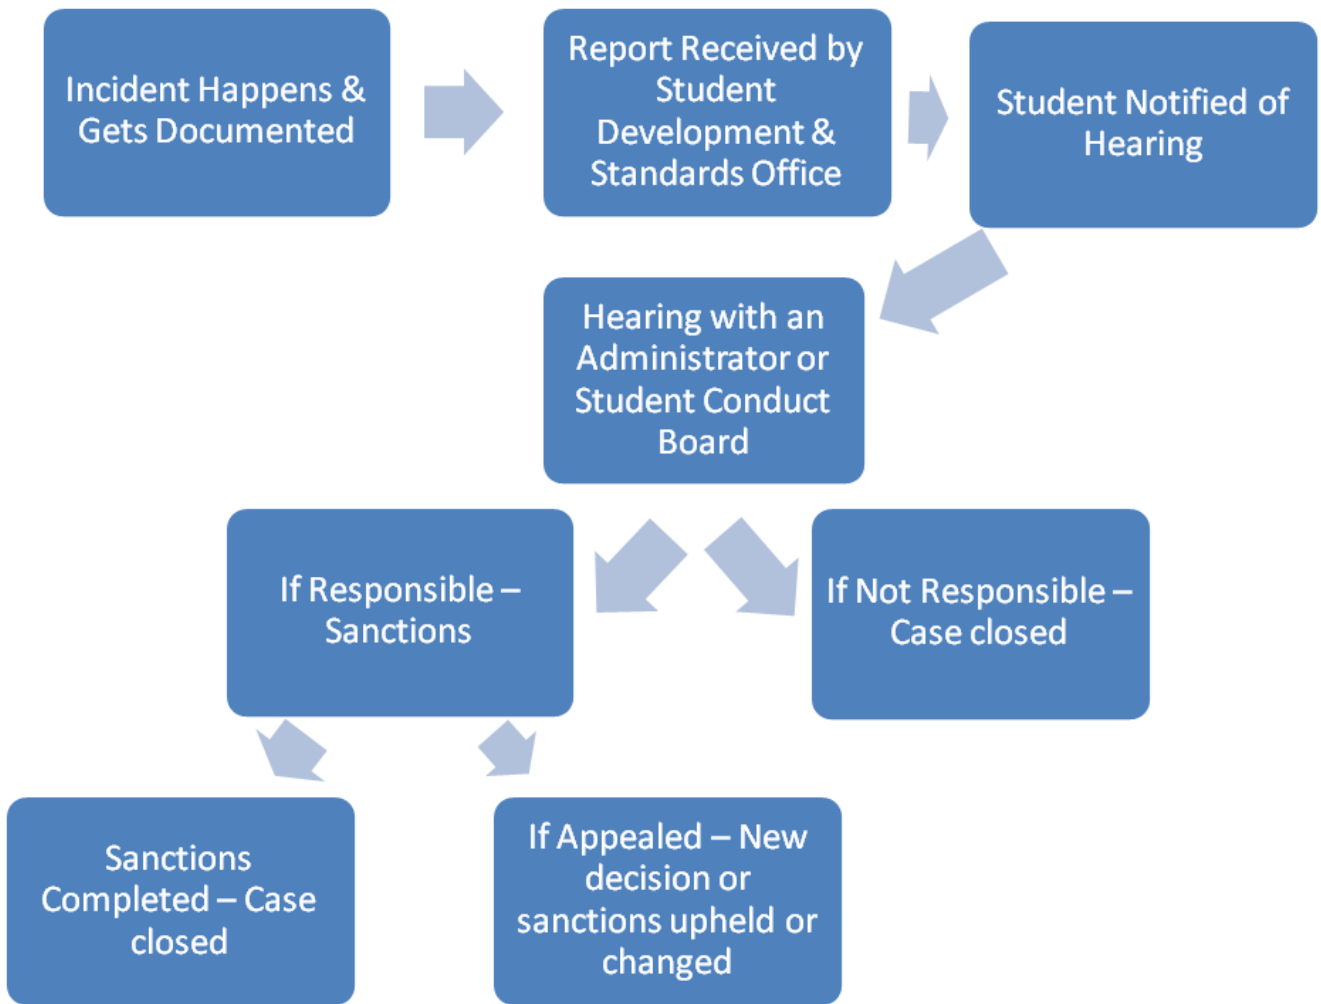 Incident Happens &
Gets Documented
Report Received by
Student
Development &
Standards Office
Student Notified of
Hearing
Hearing with an
Administrator or
Student Conduct
Board
If Responsible –
Sanctions
If Not Responsible –
Case closed
Sanctions
Completed – Case
closed
If Appealed – New
decision or
sanctions upheld or
changed